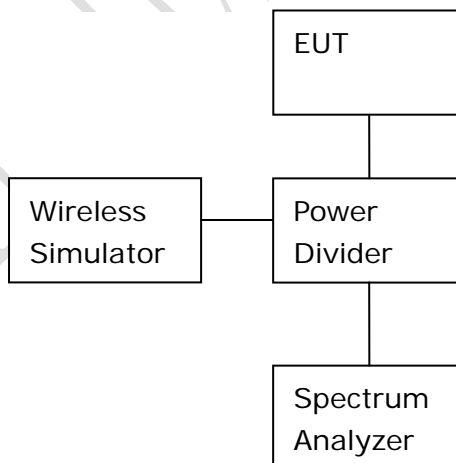 EUT
Wireless
Simulator
Power
Divider
Spectrum
Analyzer